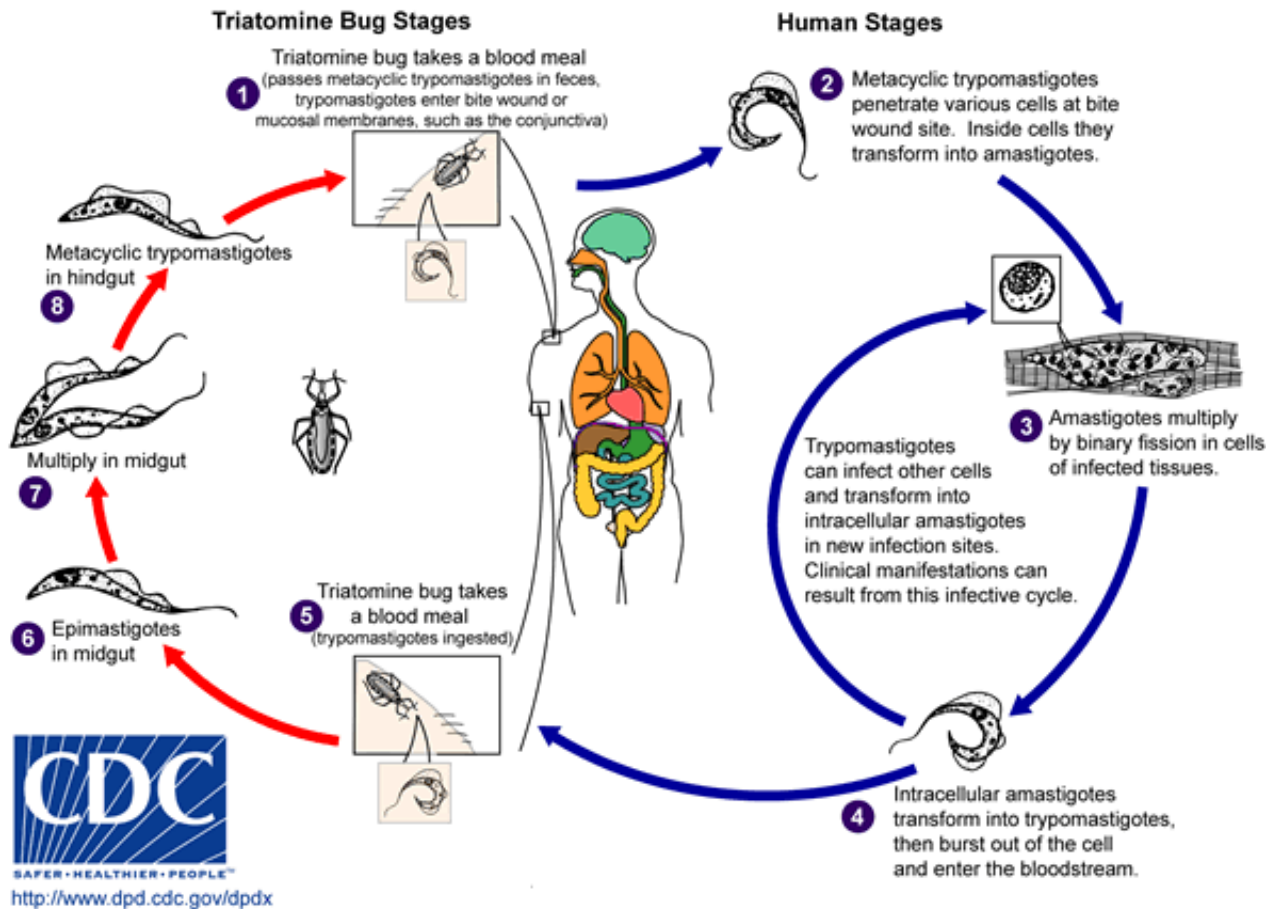 Triatomine Bug Stages
Human Stages
Triatomine bug takes a blood meal
(passes metacyclic trypomastigotes in feces,
trypomastigotes enter bite wound or
mucosal membranes, such as the conjunctiva)
1
2
Metacyclic trypomastigotes
penetrate various cells at bite
wound site. Inside cells they
transform into amastigotes.
3
Amastigotes multiply
by binary fission in cells
of infected tissues.
Trypomastigotes
can infect other cells
and transform into
intracellular amastigotes
in new infection sites.
Clinical manifestations can
result from this infective cycle.
4
Intracellular amastigotes
transform into trypomastigotes,
then burst out of the cell
and enter the bloodstream.
5
Triatomine bug takes
a blood meal
(trypomastigotes ingested)
6
Epimastigotes
in midgut
Multiply in midgut
7
Metacyclic trypomastigotes
in hindgut
8
CDC
SAFER•HEALTHIER•PEOPLE™
http://www.dpd.cdc.gov/dpdx